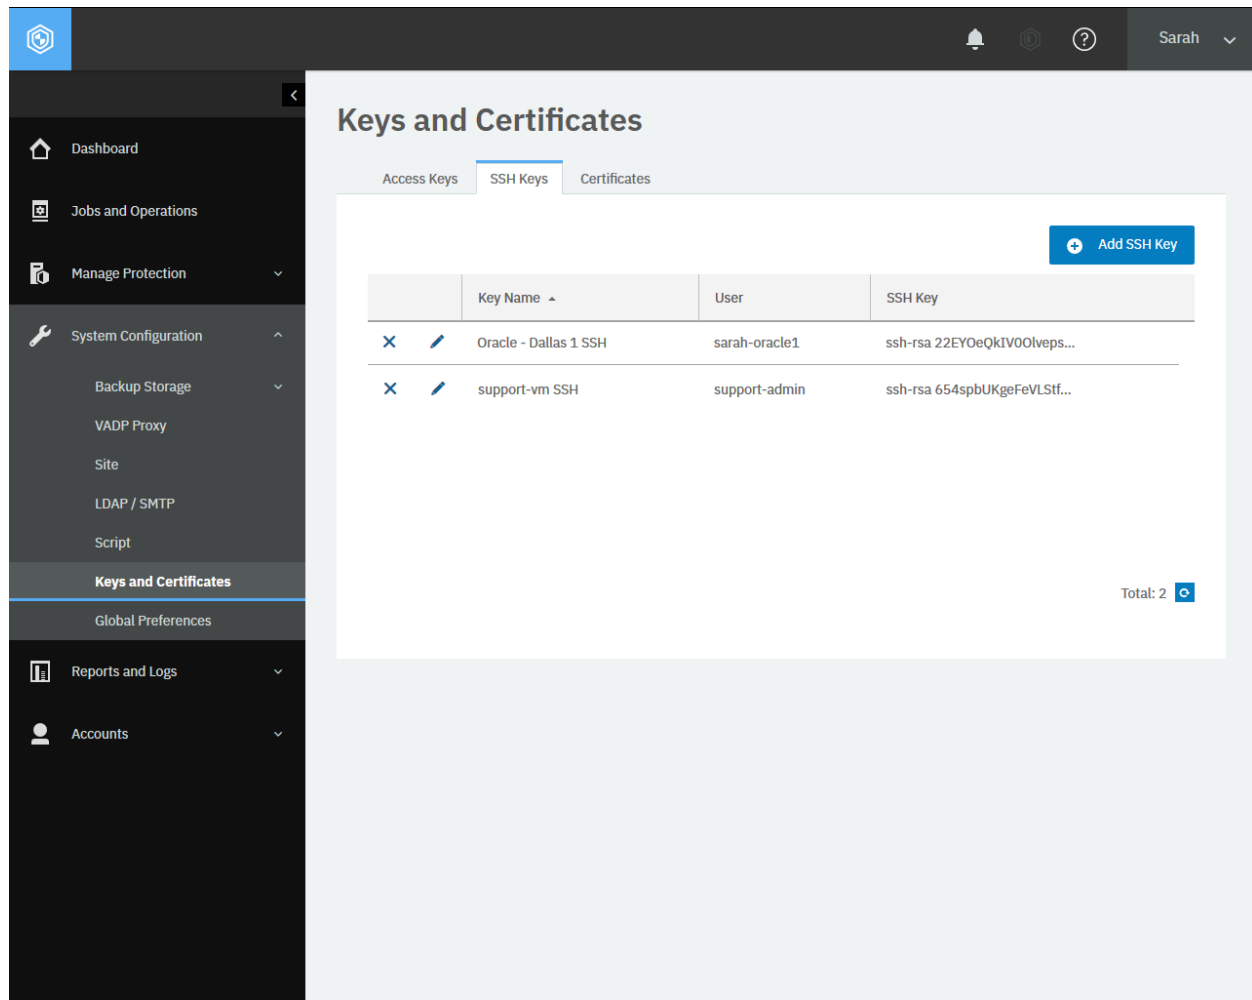 Sarah
Dashboard
Jobs and Operations
Manage Protection
System Configuration
Backup Storage
VADP Proxy
Site
LDAP / SMTP
Script
Keys and Certificates
Global Preferences
Reports and Logs
Accounts
Keys and Certificates
Access Keys SSH Keys Certificates
Add SSH Key
Key Name User SSH Key
Oracle - Dallas 1 SSH sarah-oracle1 ssh-rsa 22EYOeQkIV0Olveps...
support-vm SSH support-admin ssh-rsa 654spbUKgeFeVLStf...
Total: 2